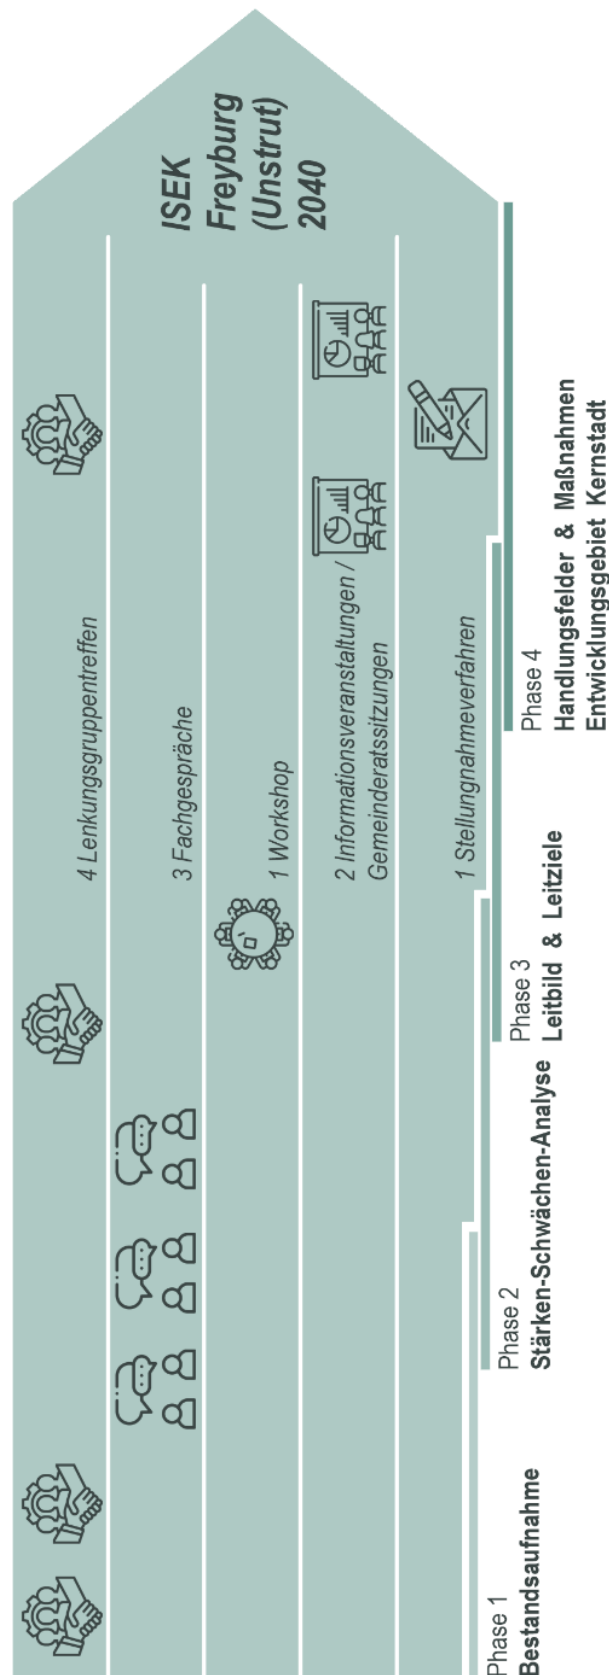 ISEK
Freyburg
(Unstrut)
2040
4 Lenkungsgruppentreffen
3 Fachgespräche
1 Workshop
2 Informationsveranstaltungen /
Gemeinderatssitzungen
1 Stellungnahmeverfahren
Phase 1
Bestandsaufnahme
Phase 2
Stärken-Schwächen-Analyse
Phase 3
Leitbild & Leitziele
Phase 4
Handlungsfelder & Maßnahmen
Entwicklungsgebiet Kernstadt